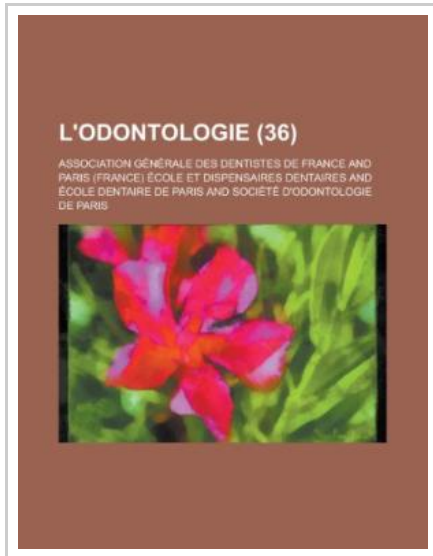 L'ODONTOLOGIE (36)
ASSOCIATION GÉNÉRALE DES DENTISTES DE FRANCE AND
PARIS (FRANCE) ÉCOLE ET DISPENSAIRES DENTAIRES AND
ÉCOLE DENTAIRE DE PARIS AND SOCIÉTÉ D'ODONTOLOGIE
DE PARIS